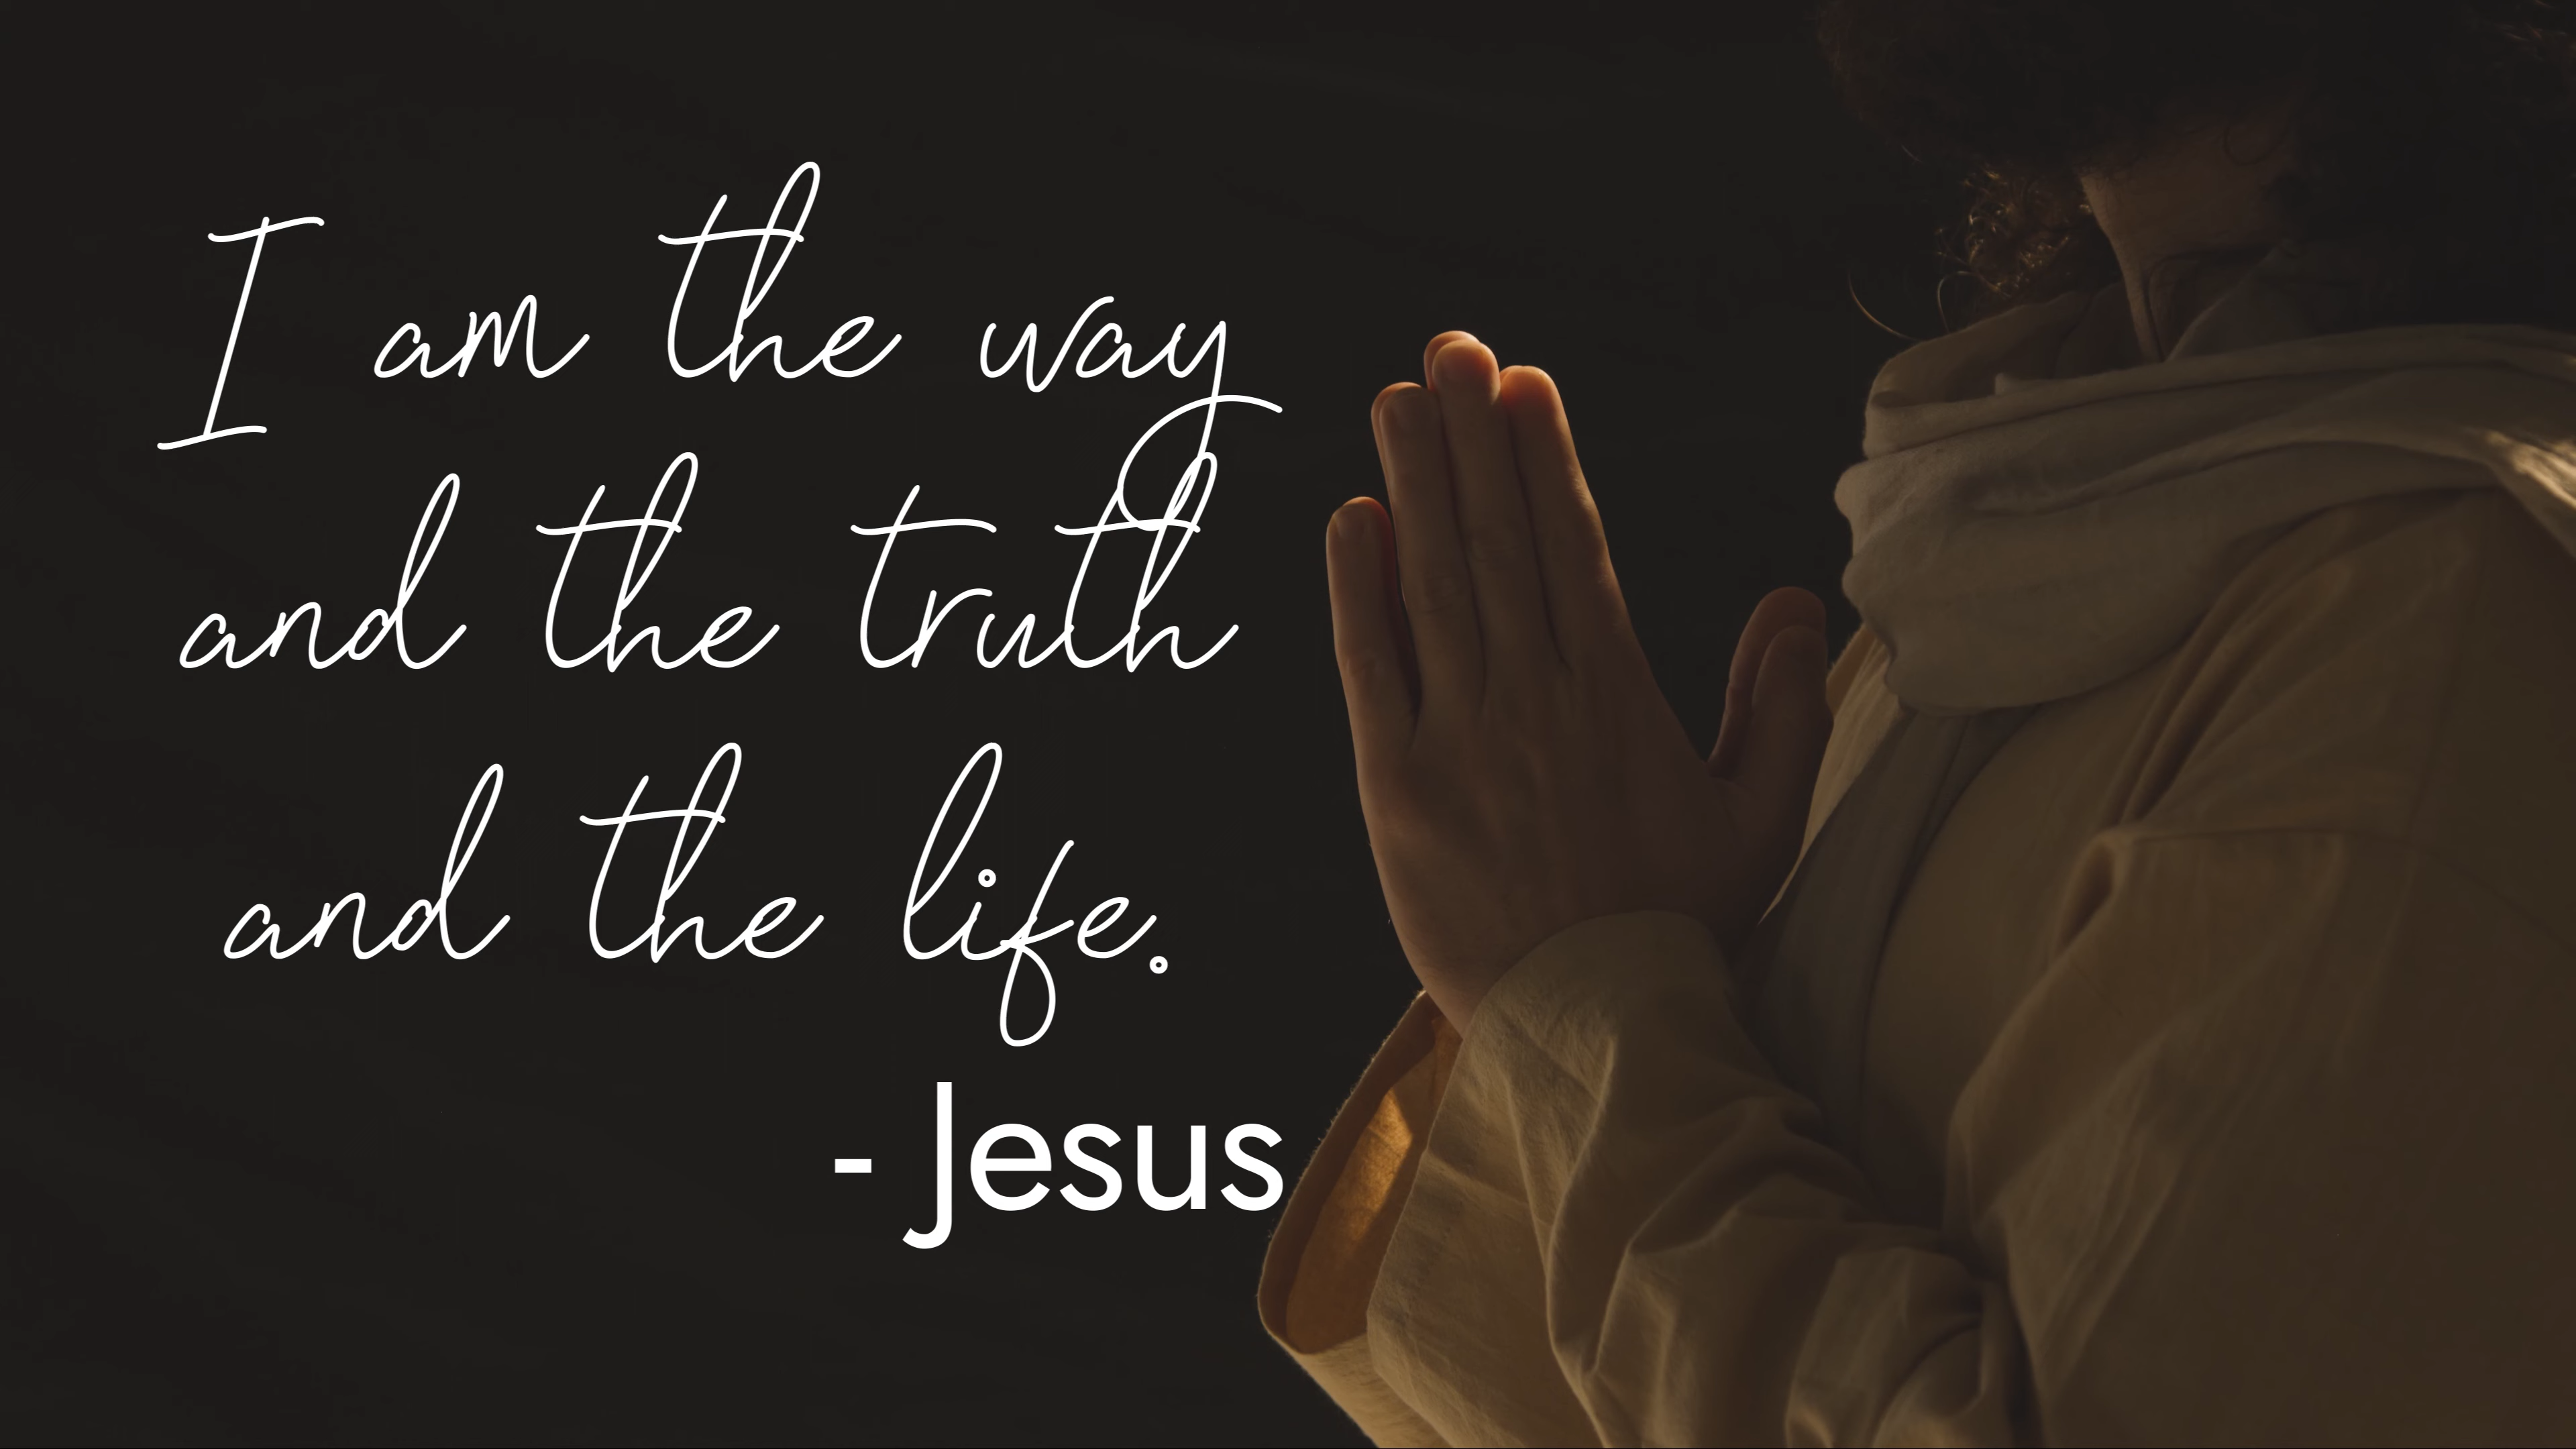 I am the way
and the truth
and the life.
- Jesus